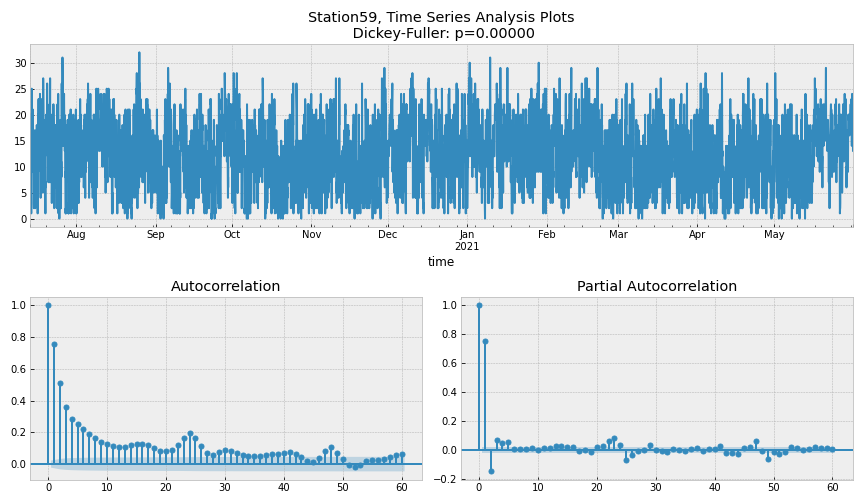 Station59, Time Series Analysis Plots
Dickey-Fuller: p=0.00000
30
25
20
15
10
5
0
Aug Sep Oct Nov Dec Jan Feb Mar Apr May
2021
time
Autocorrelation
1.0
0.8
0.6
0.4
0.2
0.0
0 10 20 30 40 50 60
Partial Autocorrelation
1.0
0.8
0.6
0.4
0.2
0.0
−0.2
0 10 20 30 40 50 60